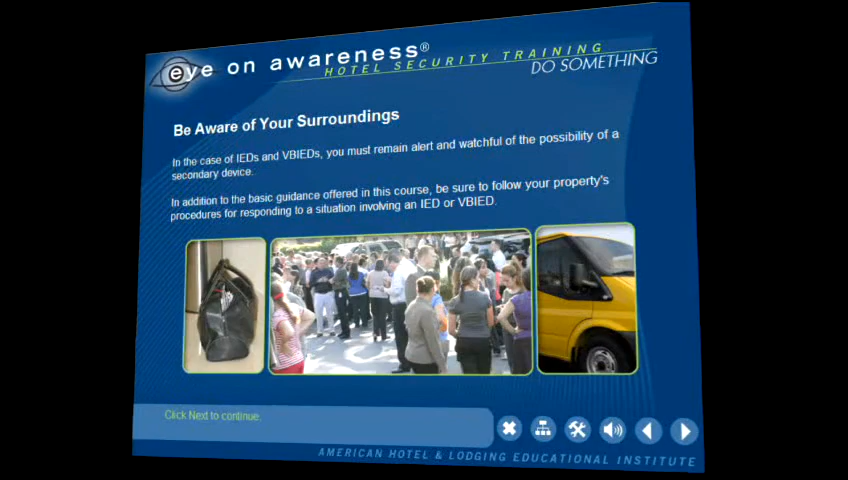 eye on awareness®
HOTEL SECURITY TRAINING
DO SOMETHING
Be Aware of Your Surroundings
In the case of IEDs and VBIEDs, you must remain alert and watchful of the possibility of a
secondary device.
In addition to the basic guidance offered in this course, be sure to follow your property's
procedures for responding to a situation involving an IED or VBIED.
Click Next to continue.
AMERICAN HOTEL & LODGING EDUCATIONAL INSTITUTE